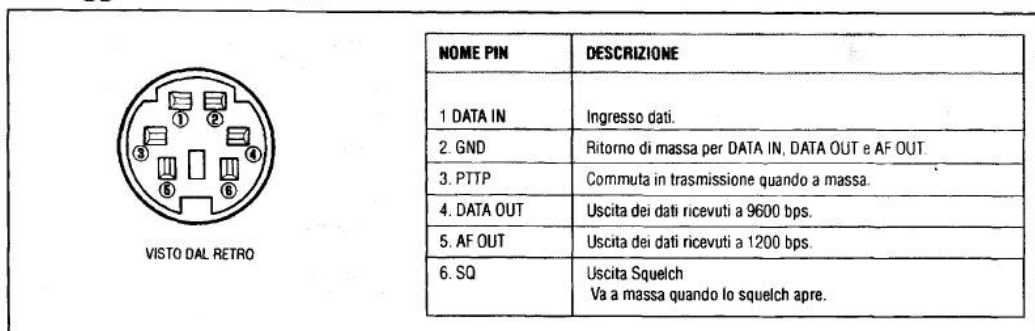 ①
②
③
④
⑤
⑥
VISTO DAL RETRO
NOME PIN DESCRIZIONE
1 DATA IN Ingresso dati.
2. GND Ritorno di massa per DATA IN, DATA OUT e AF OUT.
3. PTTP Commuta in trasmissione quando a massa.
4. DATA OUT Uscita dei dati ricevuti a 9600 bps.
5. AF OUT Uscita dei dati ricevuti a 1200 bps.
6. SQ Uscita Squelch
Va a massa quando lo squelch apre.